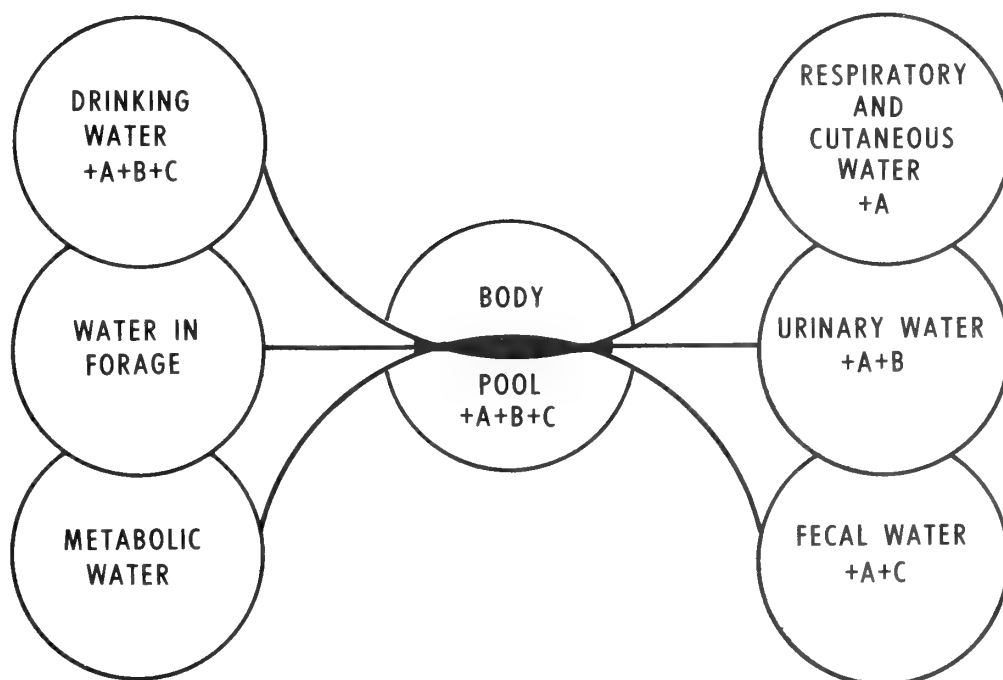 DRINKING
WATER
+A+B+C
WATER IN
FORAGE
METABOLIC
WATER
BODY
POOL
+A+B+C
RESPIRATORY
AND
CUTANEOUS
WATER
+A
URINARY WATER
+A+B
FECAL WATER
+A+C